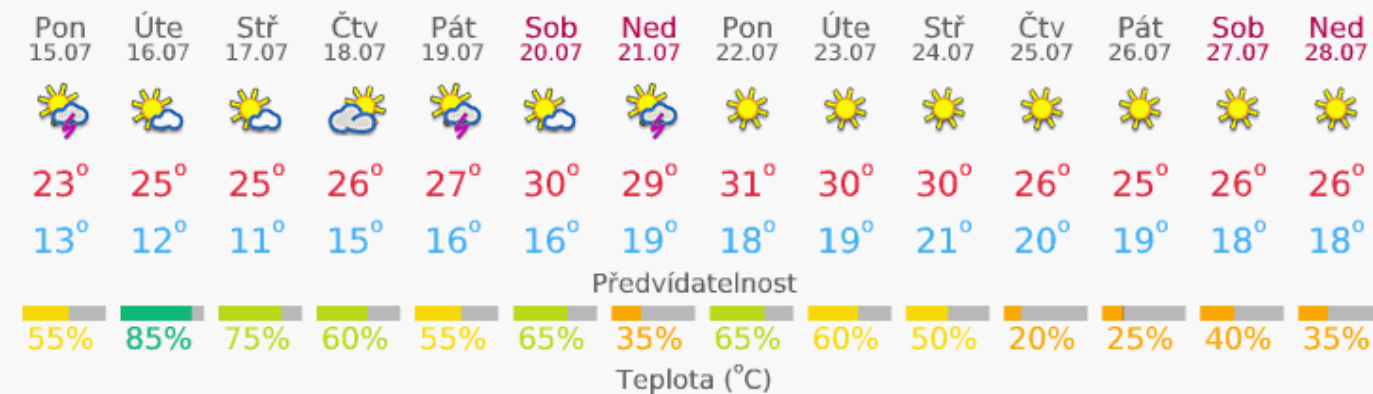 Pon Úte Stř Čtv Pát Sob Ned Pon Úte Stř Čtv Pát Sob Ned
15.07 16.07 17.07 18.07 19.07 20.07 21.07 22.07 23.07 24.07 25.07 26.07 27.07 28.07
23° 25° 25° 26° 27° 30° 29° 31° 30° 30° 26° 25° 26° 26°
13° 12° 11° 15° 16° 16° 19° 18° 19° 21° 20° 19° 18° 18°
Předvídatelnost
55% 85% 75% 60% 55% 65% 35% 65% 60% 50% 20% 25% 40% 35%
Teplota (°C)